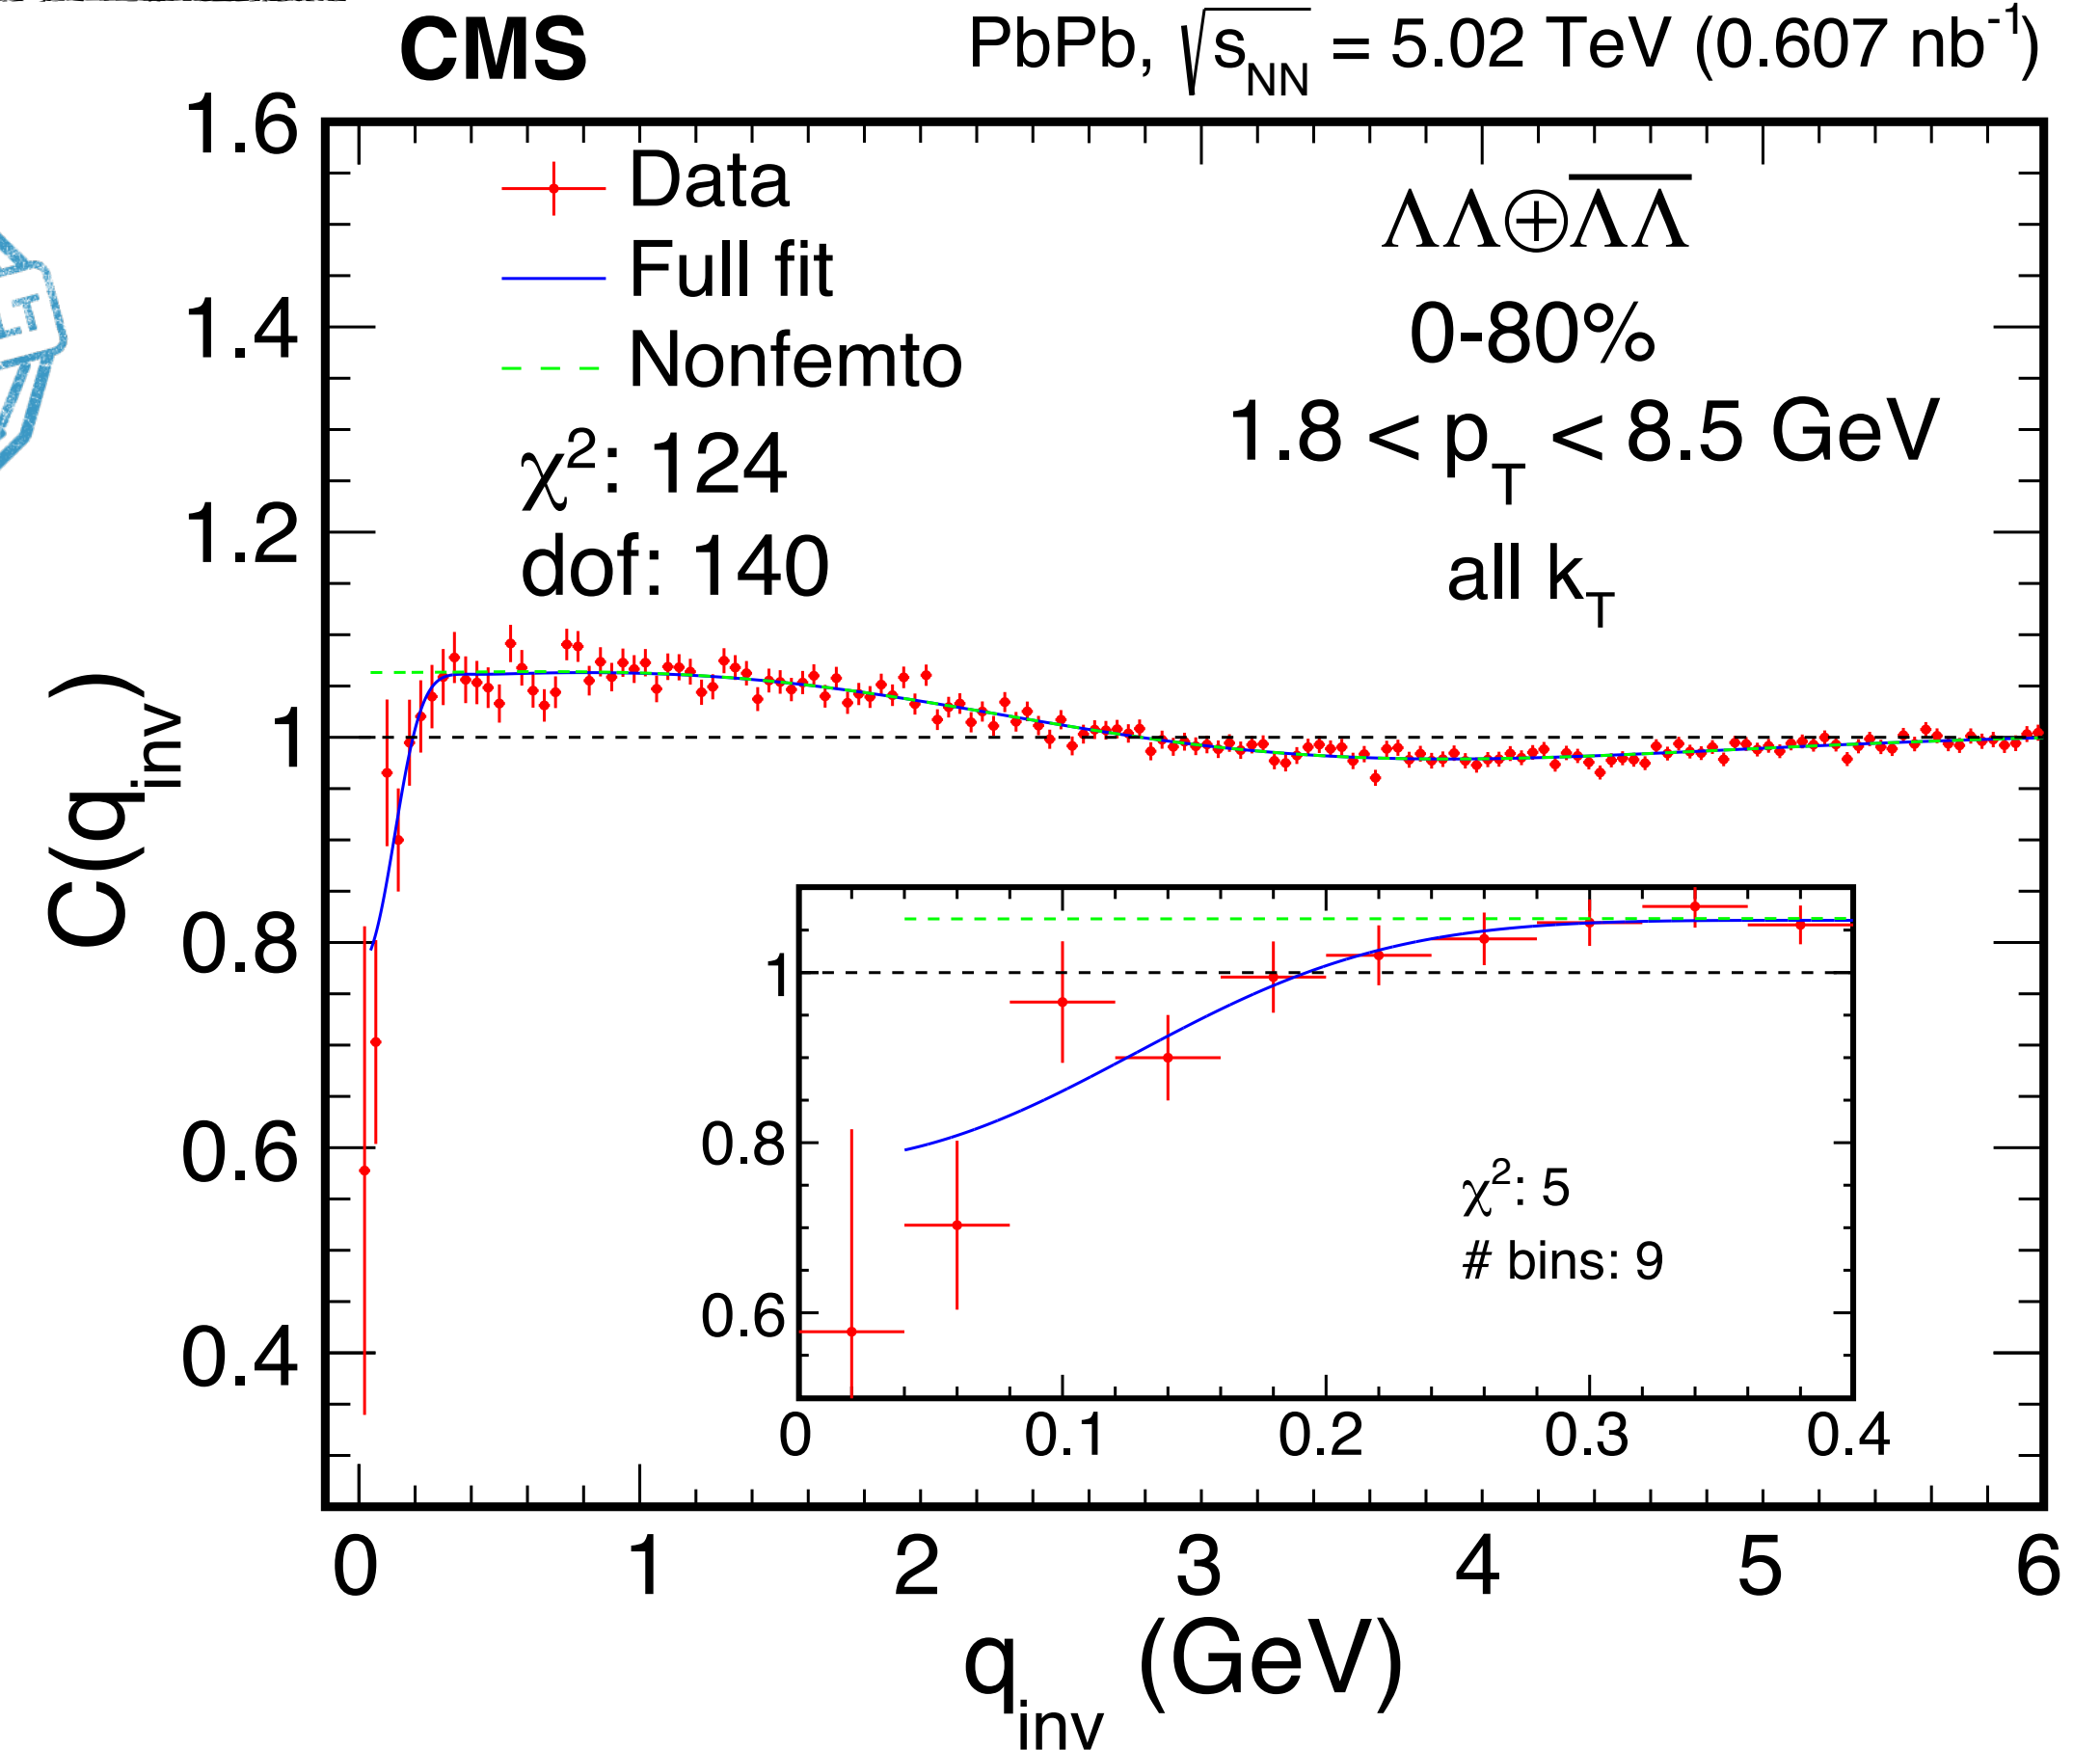 CMS
PbPb, √s_NN = 5.02 TeV (0.607 nb⁻¹)
Data
Full fit
Nonfemto
χ²: 124
dof: 140
ΛΛ⊕Λ̅Λ̅
0-80%
1.8 < p_T < 8.5 GeV
all k_T
C(q_inv)
1.6
1.4
1.2
1
0.8
0.6
0.4
1
0.8
0.6
χ²: 5
# bins: 9
0 0.1 0.2 0.3 0.4
0 1 2 3 4 5 6
q_inv (GeV)
LT